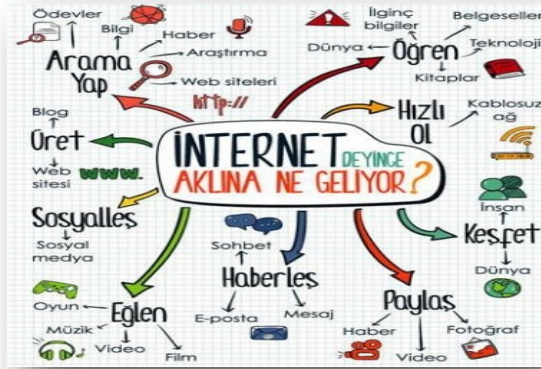 Ödevler
Bilgi
Haber
Araştırma
Arama
Yap
Web siteleri
http://
İlginç
bilgiler
Belgeseller
Dünya
Öğren
Teknoloji
Kitaplar
Hızlı
Ol
Kablosuz
ağ
Blog
Üret
Web
sitesi
www.
İNTERNET DEYİNCE
AKLINA NE GELİYOR?
Sosyalleş
Sosyal
medya
İnsan
Keşfet
Dünya
Sohbet
Haberleş
E-posta
Mesaj
Oyun
Eğlen
Müzik
Video
Film
Paylaş
Haber
Video
Fotoğraf